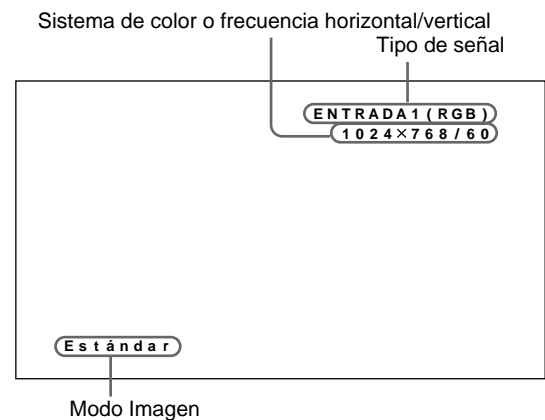 Sistema de color o frecuencia horizontal/vertical
Tipo de señal
ENTRADA1(RGB)
1024×768/60
Estándar
Modo Imagen